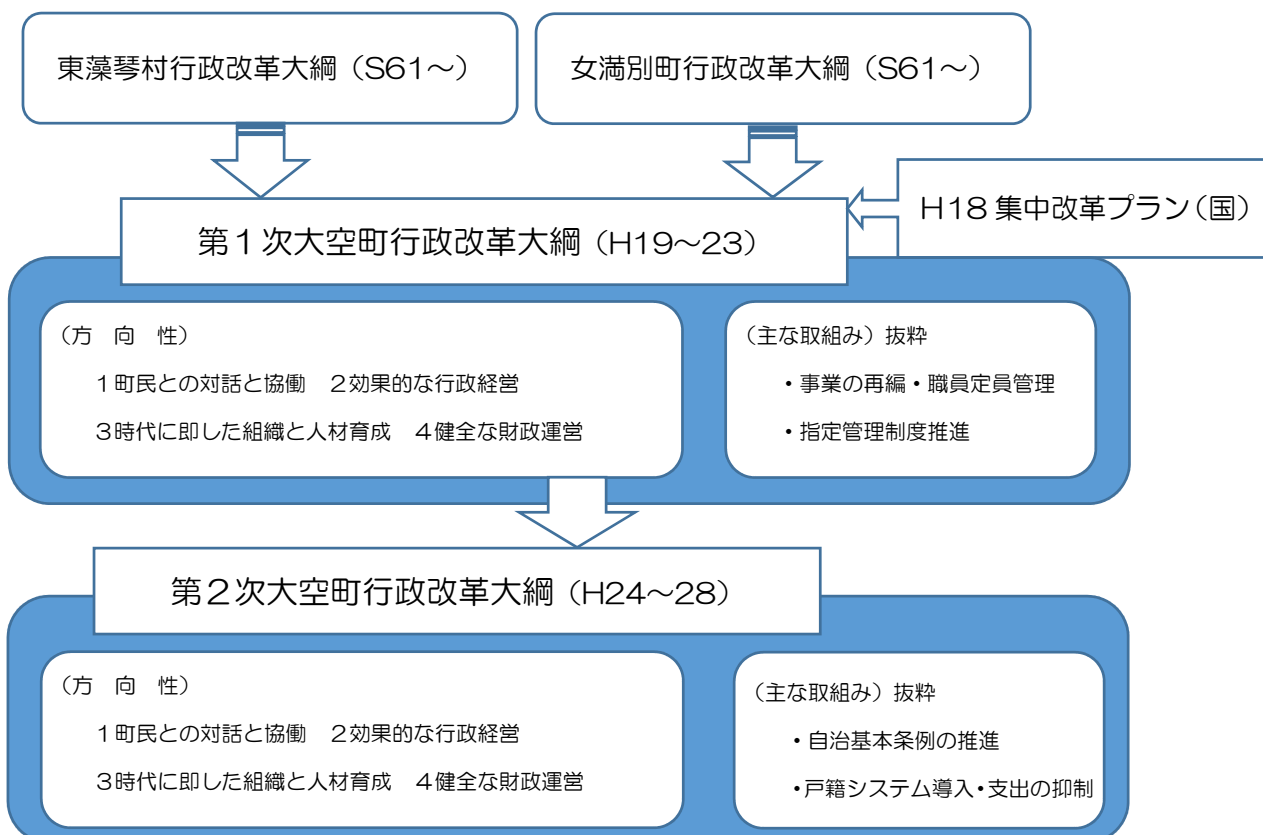 東藻琴村行政改革大綱（S61～）
女満別町行政改革大綱（S61～）
H18 集中改革プラン（国）
第１次大空町行政改革大綱（H19～23）
（方　向　性）
１町民との対話と協働　２効果的な行政経営
３時代に即した組織と人材育成　４健全な財政運営
（主な取組み）抜粋
・事業の再編・職員定員管理
・指定管理制度推進
第２次大空町行政改革大綱（H24～28）
（方　向　性）
１町民との対話と協働　２効果的な行政経営
３時代に即した組織と人材育成　４健全な財政運営
（主な取組み）抜粋
・自治基本条例の推進
・戸籍システム導入・支出の抑制